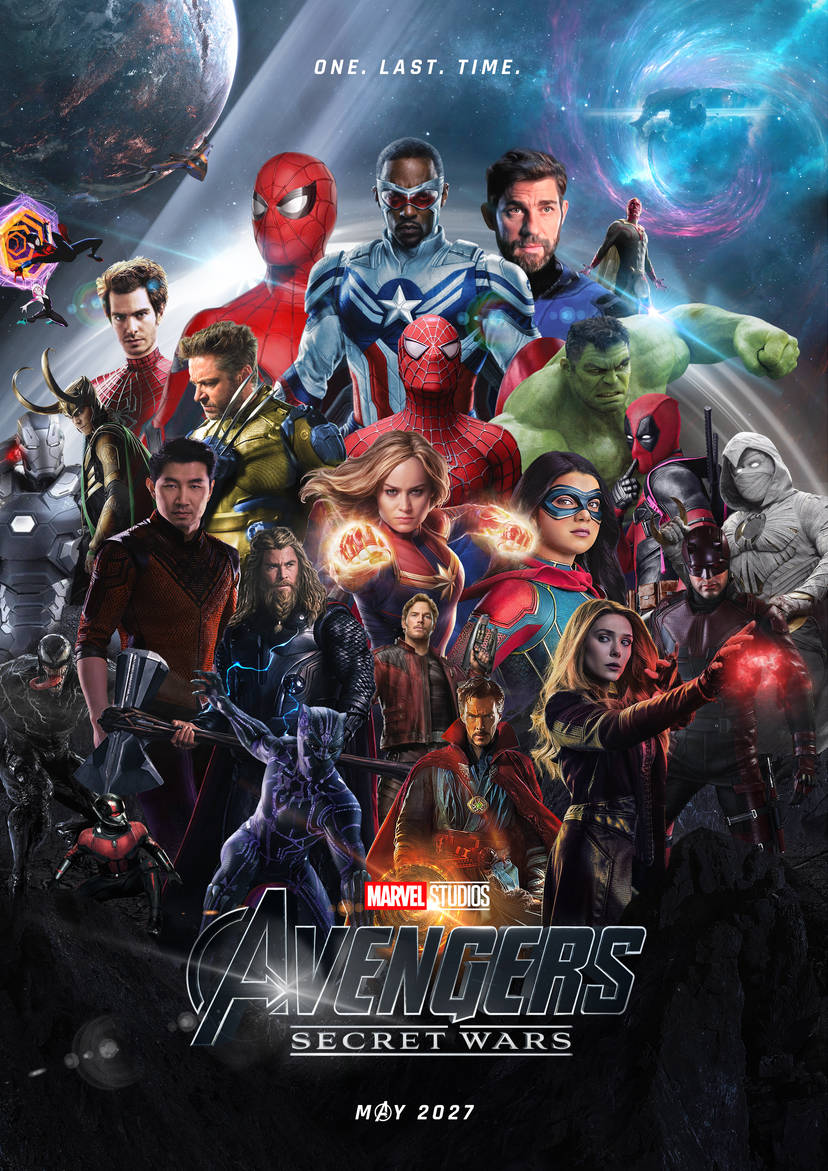 ONE. LAST. TIME.
MARVEL STUDIOS
AVENGERS
SECRET WARS
MAY 2027